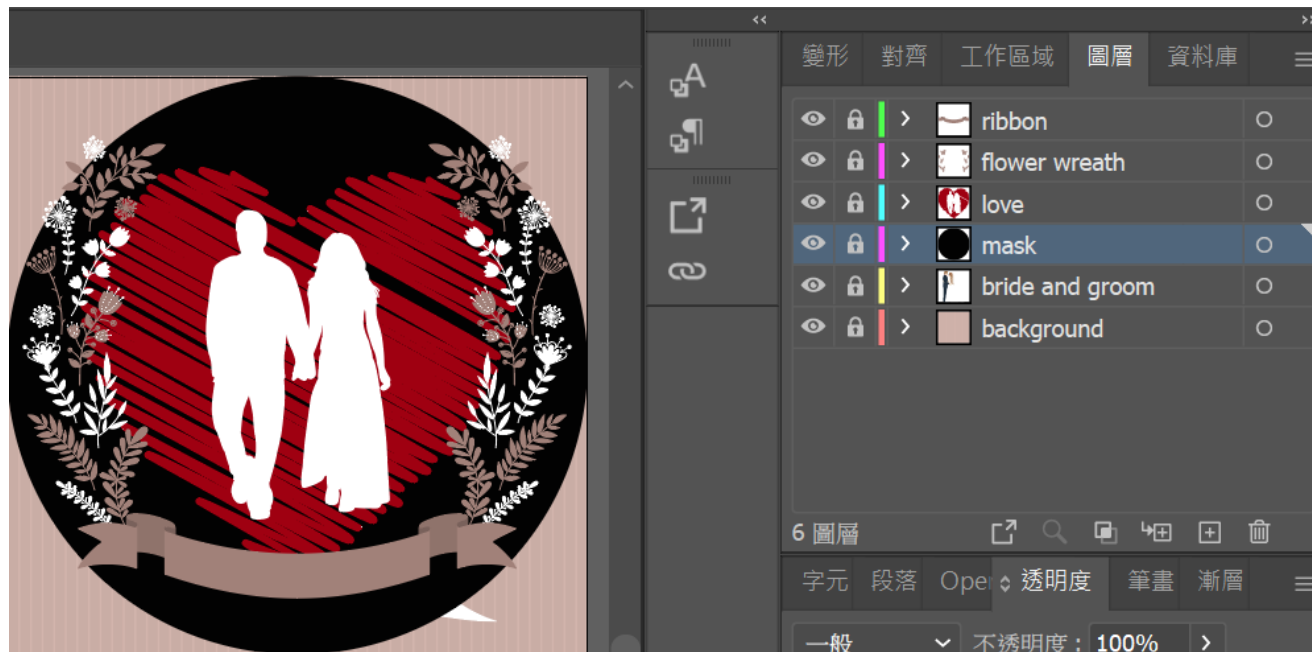 變形 對齊 工作區域 圖層 資料庫
ribbon
flower wreath
love
mask
bride and groom
background
6 圖層
字元 段落 Ope 透明度 筆畫 漸層
一般 不透明度： 100%